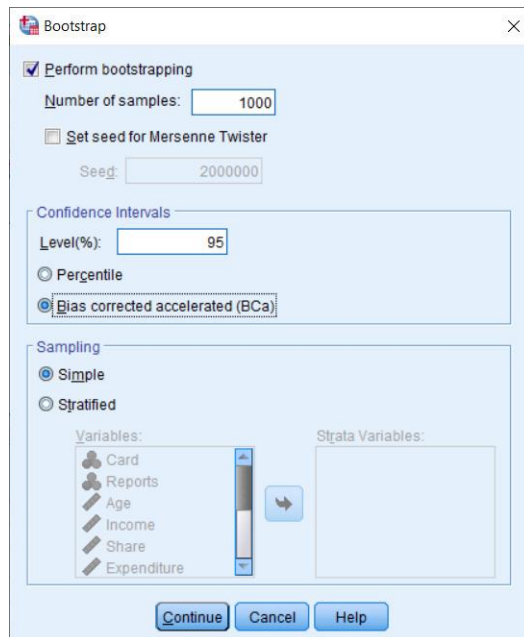 Bootstrap
Perform bootstrapping
Number of samples: 1000
Set seed for Mersenne Twister
Seed: 2000000
Confidence Intervals
Level(%): 95
Percentile
Bias corrected accelerated (BCa)
Sampling
Simple
Stratified
Variables: Strata Variables:
Card
Reports
Age
Income
Share
Expenditure
Continue Cancel Help